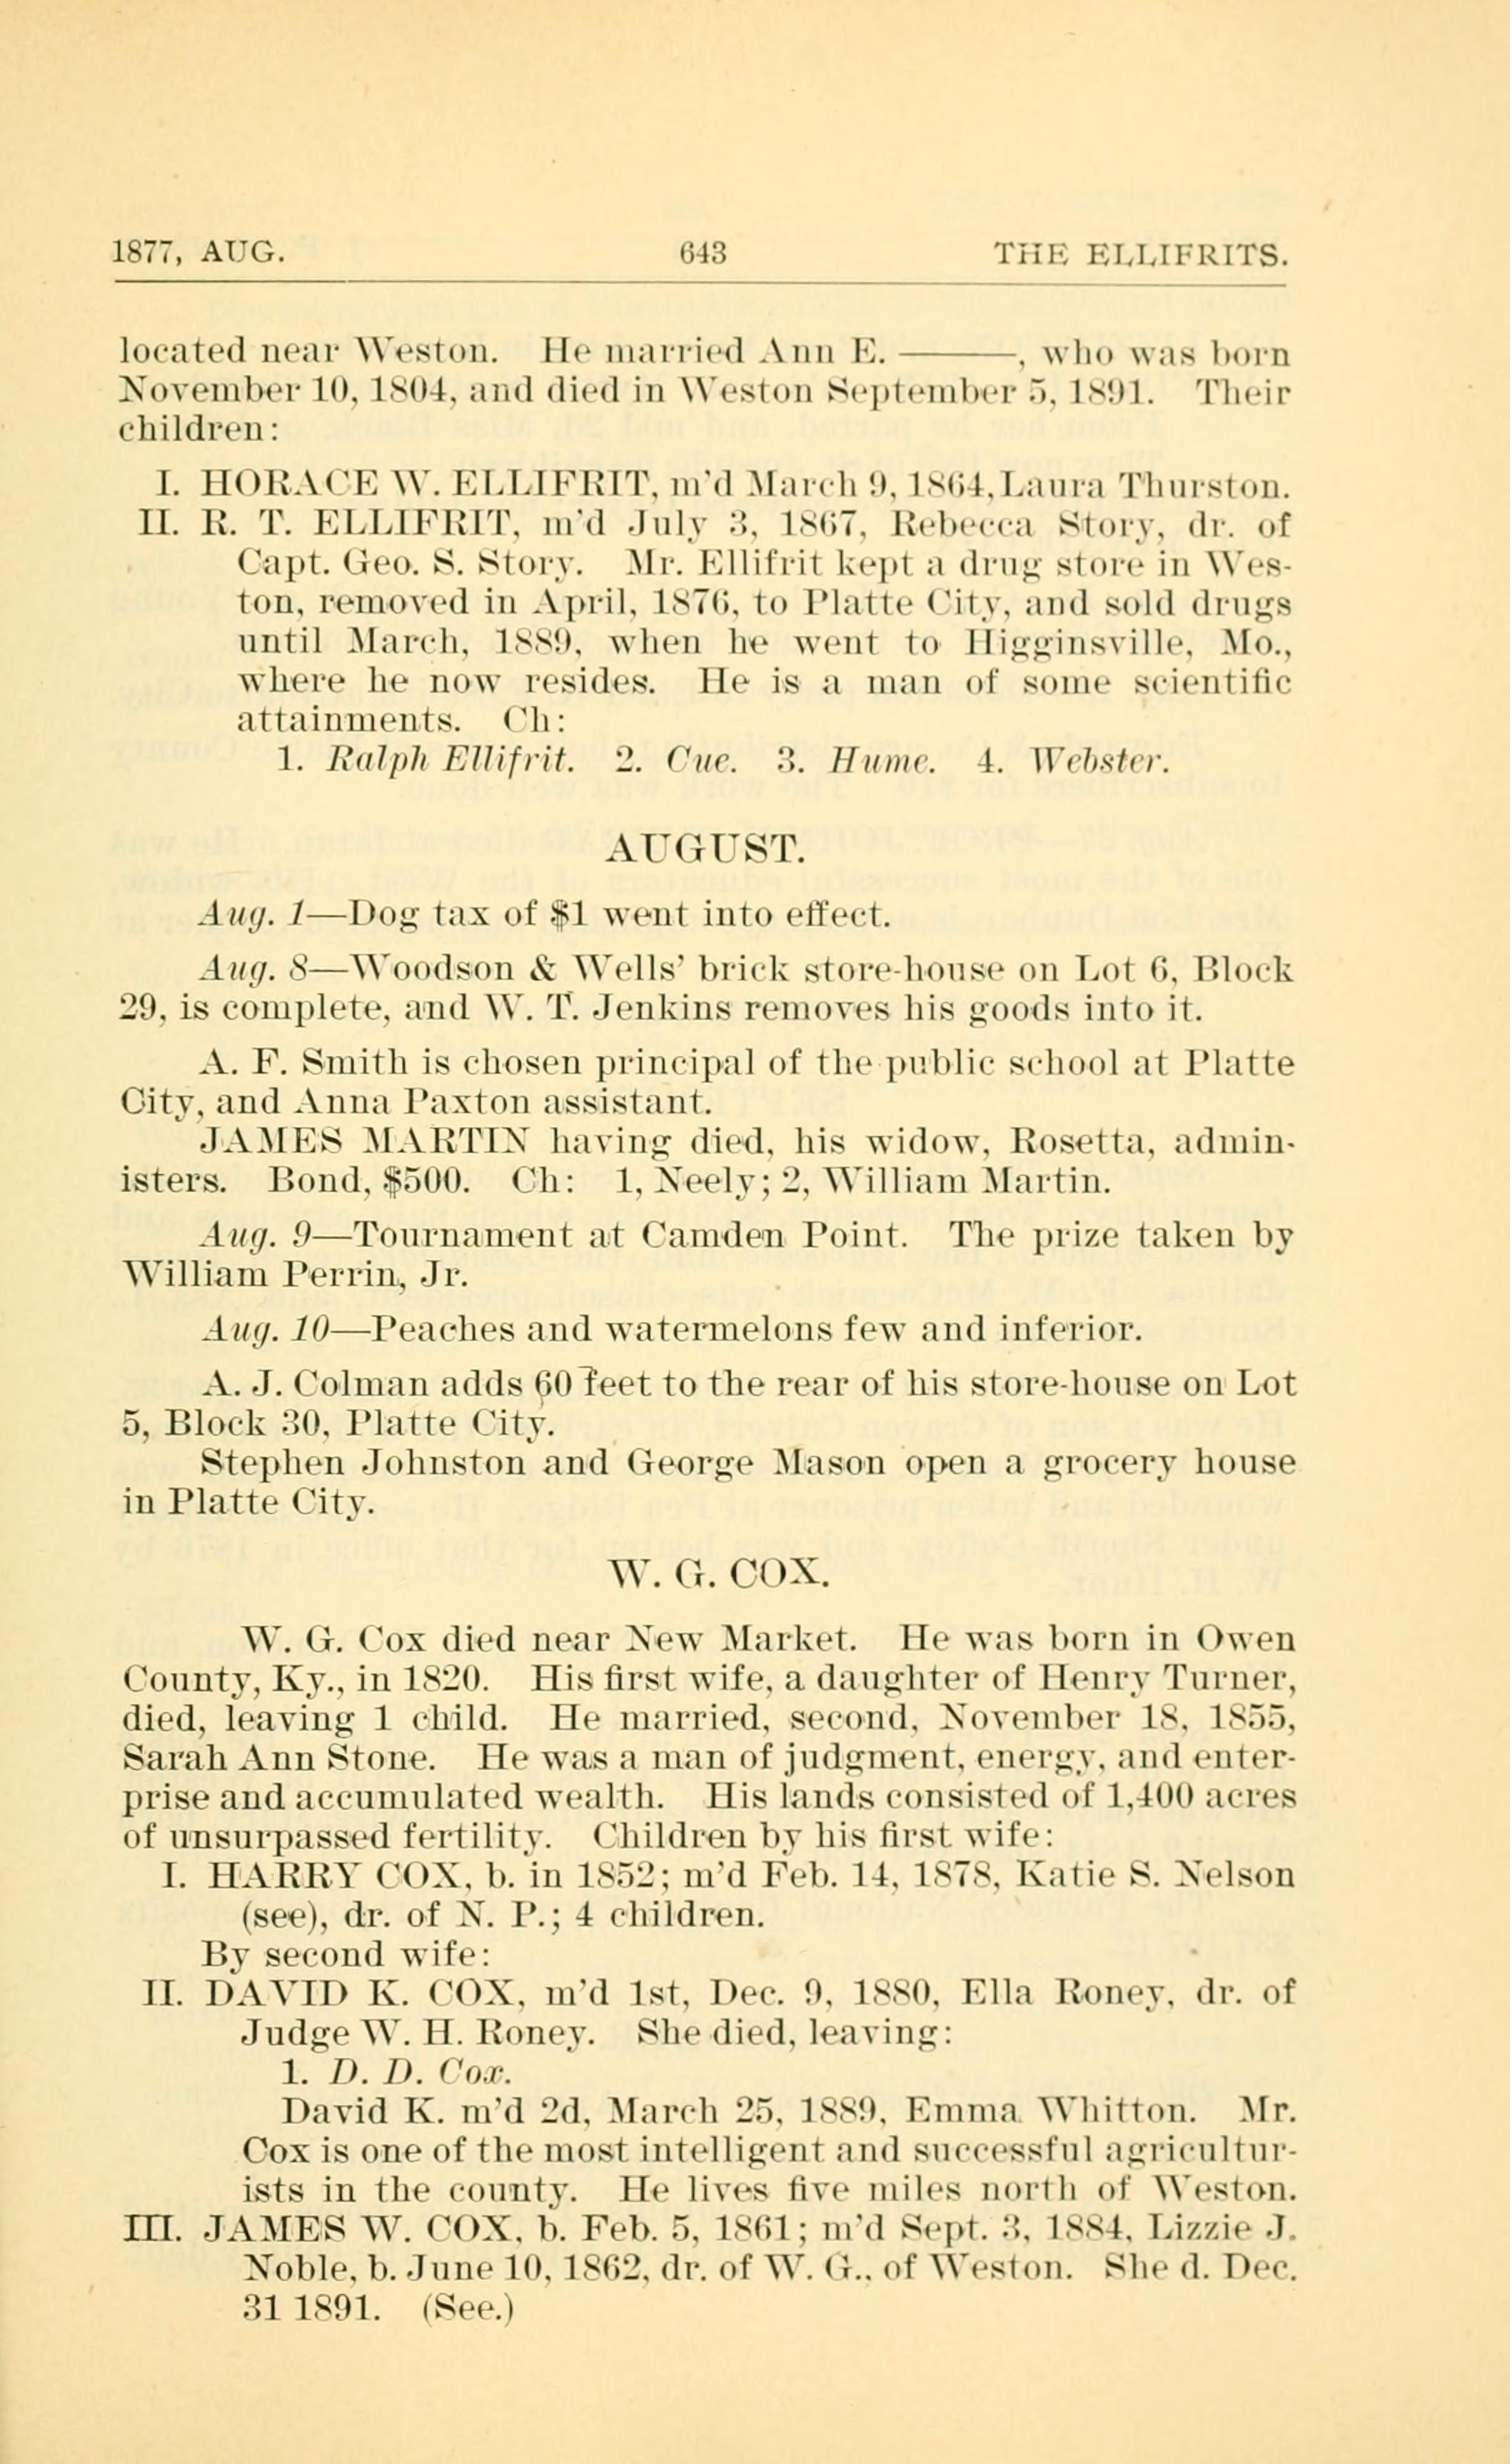 1877, AUG. 643 THE ELLIFRITS.
located near Weston. He married Ann E. ———, who was born
November 10, 1804, and died in Weston September 5, 1891. Their
children:
I. HORACE W. ELLIFRIT, m'd March 9, 1864, Laura Thurston.
II. R. T. ELLIFRIT, m'd July 3, 1867, Rebecca Story, dr. of
Capt. Geo. S. Story. Mr. Ellifrit kept a drug store in Wes-
ton, removed in April, 1876, to Platte City, and sold drugs
until March, 1889, when he went to Higginsville, Mo.,
where he now resides. He is a man of some scientific
attainments. Ch:
1. Ralph Ellifrit. 2. Cue. 3. Hume. 4. Webster.
AUGUST.
Aug. 1—Dog tax of $1 went into effect.
Aug. 8—Woodson & Wells' brick store-house on Lot 6, Block
29, is complete, and W. T. Jenkins removes his goods into it.
A. F. Smith is chosen principal of the public school at Platte
City, and Anna Paxton assistant.
JAMES MARTIN having died, his widow, Rosetta, admin-
isters. Bond, $500. Ch: 1, Neely; 2, William Martin.
Aug. 9—Tournament at Camden Point. The prize taken by
William Perrin, Jr.
Aug. 10—Peaches and watermelons few and inferior.
A. J. Colman adds 60 feet to the rear of his store-house on Lot
5, Block 30, Platte City.
Stephen Johnston and George Mason open a grocery house
in Platte City.
W. G. COX.
W. G. Cox died near New Market. He was born in Owen
County, Ky., in 1820. His first wife, a daughter of Henry Turner,
died, leaving 1 child. He married, second, November 18, 1855,
Sarah Ann Stone. He was a man of judgment, energy, and enter-
prise and accumulated wealth. His lands consisted of 1,400 acres
of unsurpassed fertility. Children by his first wife:
I. HARRY COX, b. in 1852; m'd Feb. 14, 1878, Katie S. Nelson
(see), dr. of N. P.; 4 children.
By second wife:
II. DAVID K. COX, m'd 1st, Dec. 9, 1880, Ella Roney, dr. of
Judge W. H. Roney. She died, leaving:
1. D. D. Cox.
David K. m'd 2d, March 25, 1889, Emma Whitton. Mr.
Cox is one of the most intelligent and successful agricultur-
ists in the county. He lives five miles north of Weston.
III. JAMES W. COX, b. Feb. 5, 1861; m'd Sept. 3, 1884, Lizzie J.
Noble, b. June 10, 1862, dr. of W. G., of Weston. She d. Dec.
31 1891. (See.)